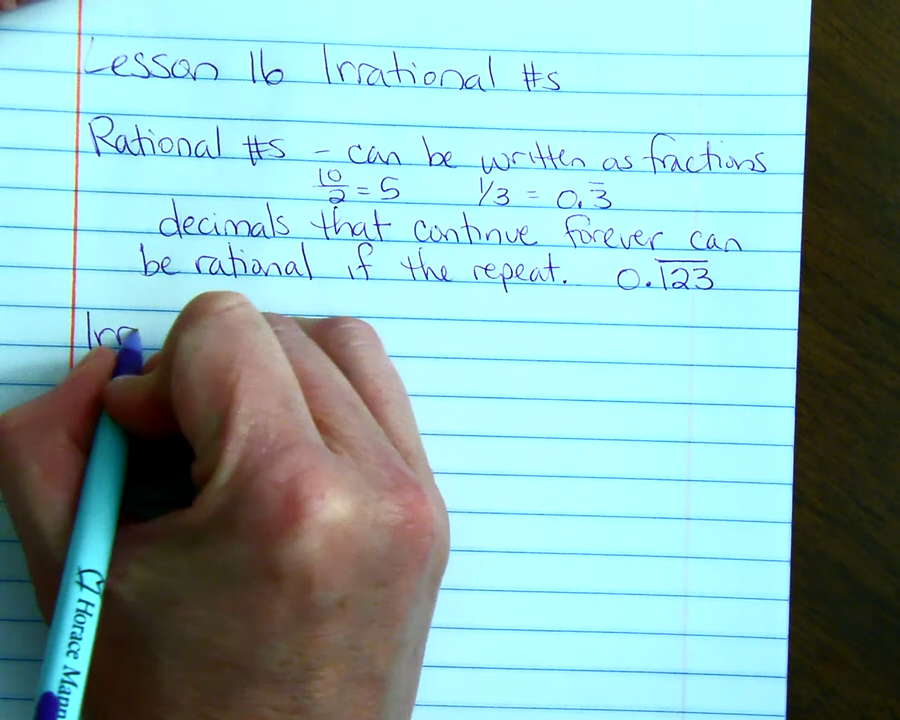 Lesson 16 Irrational #s
Rational #s - can be written as fractions
10/2 = 5 1/3 = 0.3̅
decimals that continue forever can
be rational if the repeat. 0.1̅2̅3̅
Irr
Horace Mann